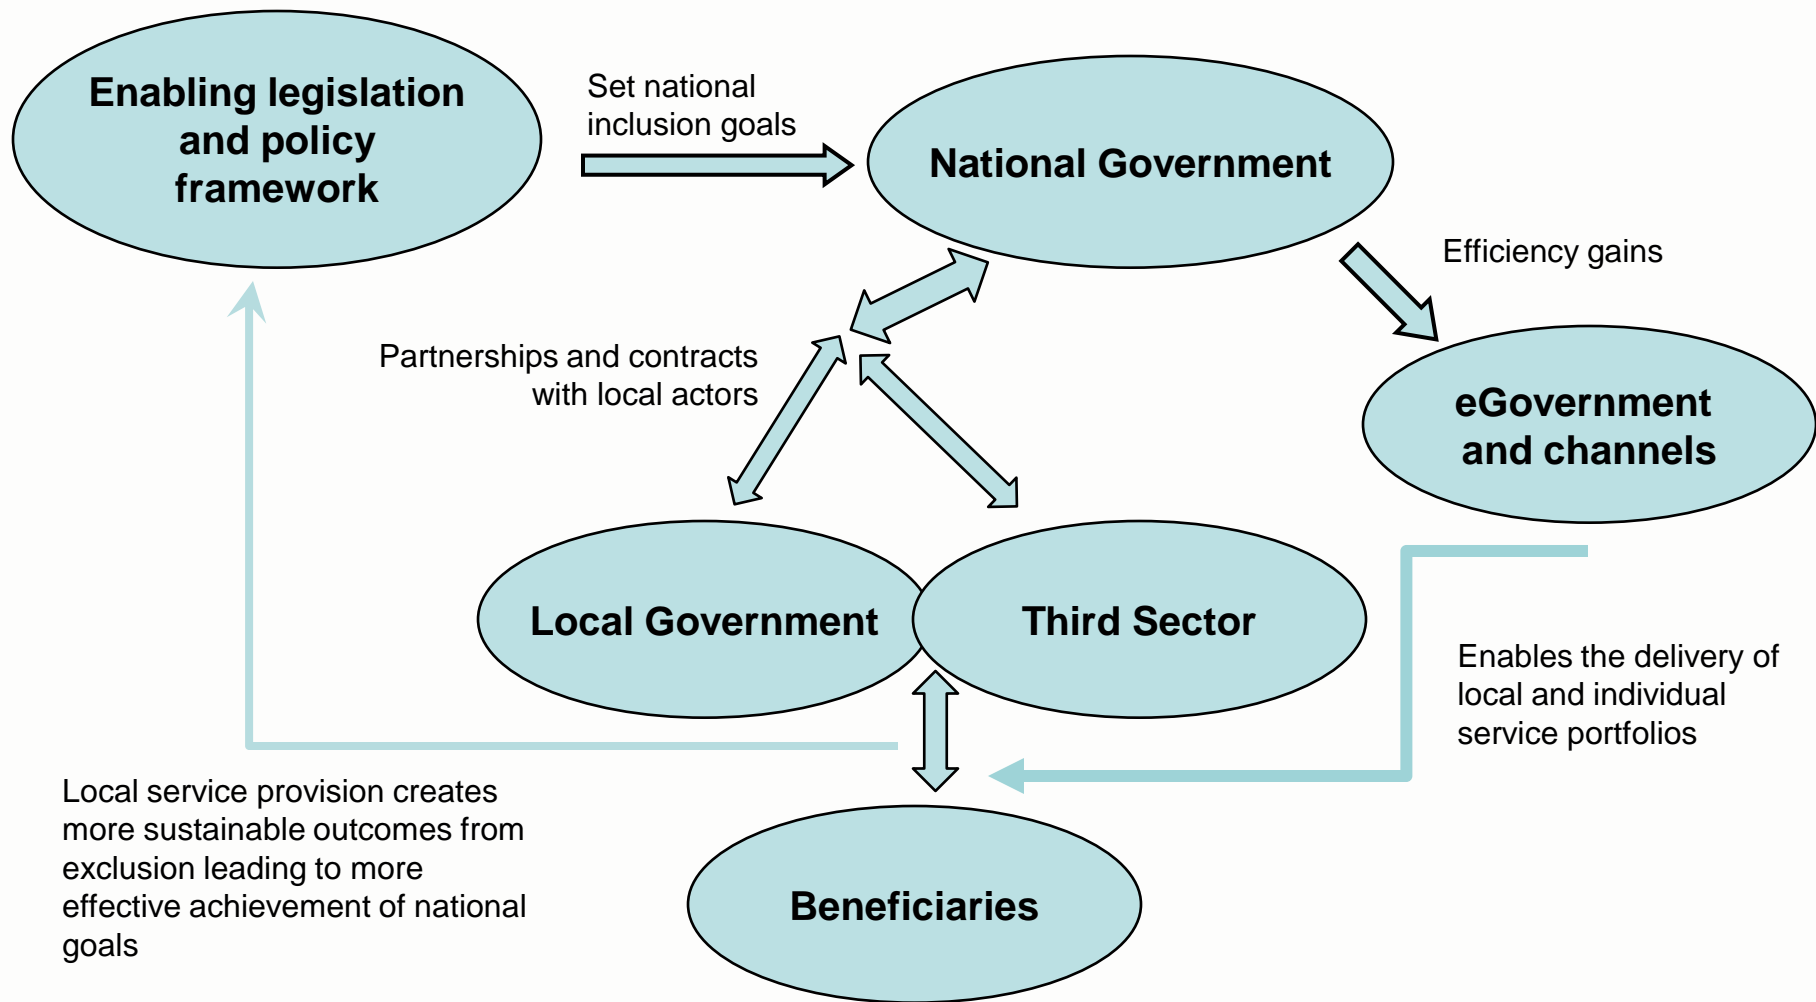 Enabling legislation
and policy
framework
Set national
inclusion goals
National Government
Efficiency gains
Partnerships and contracts
with local actors
eGovernment
and channels
Local Government
Third Sector
Enables the delivery of
local and individual
service portfolios
Local service provision creates
more sustainable outcomes from
exclusion leading to more
effective achievement of national
goals
Beneficiaries